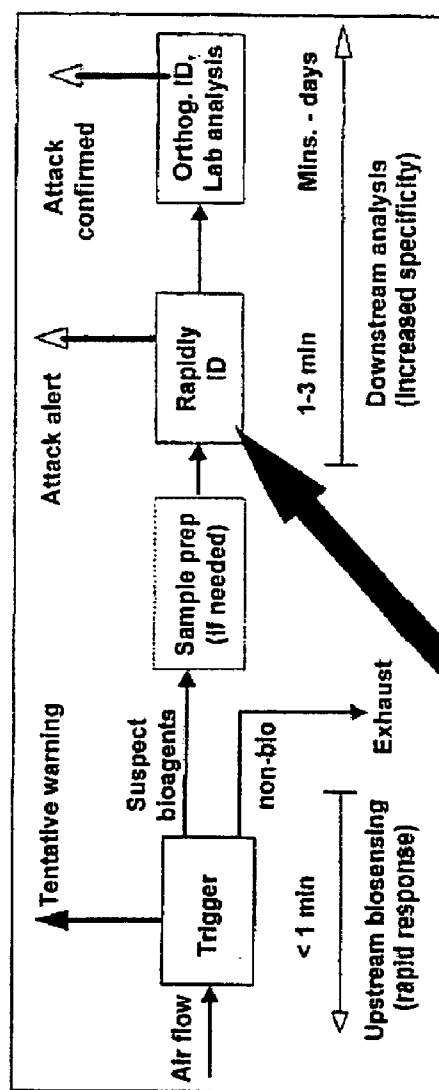 Tentative warning
Air flow
Trigger
Suspect
bioagents
non-bio
Exhaust
Sample prep
(if needed)
Attack alert
Rapidly
ID
Attack
confirmed
Orthog. ID,
Lab analysis
< 1 min
Upstream biosensing
(rapid response)
1-3 min
Mins. - days
Downstream analysis
(Increased specificity)